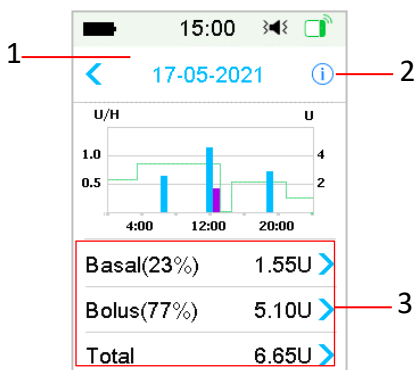 15:00
1
17-05-2021
2
U/H U
1.0 4
0.5 2
4:00 12:00 20:00
Basal(23%) 1.55U
Bolus(77%) 5.10U
3
Total 6.65U